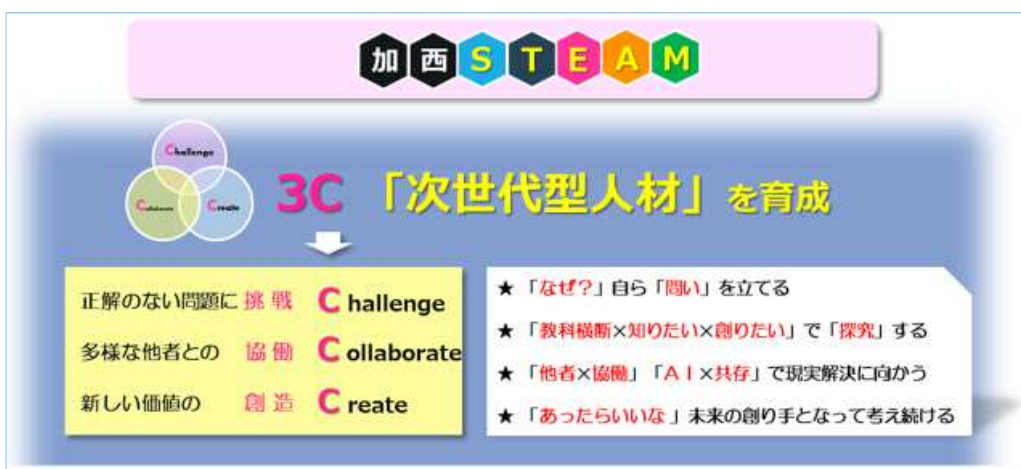 加西STEAM
Challenge
Collaborate
Create
3C 「次世代型人材」を育成
正解のない問題に 挑戦 Challenge
多様な他者との 協働 Collaborate
新しい価値の 創造 Create
★ 「なぜ?」自ら「問い」を立てる
★ 「教科横断×知りたい×創りたい」で「探究」する
★ 「他者×協働」「AI×共存」で現実解決に向かう
★ 「あったらいいな」未来の創り手となって考え続ける